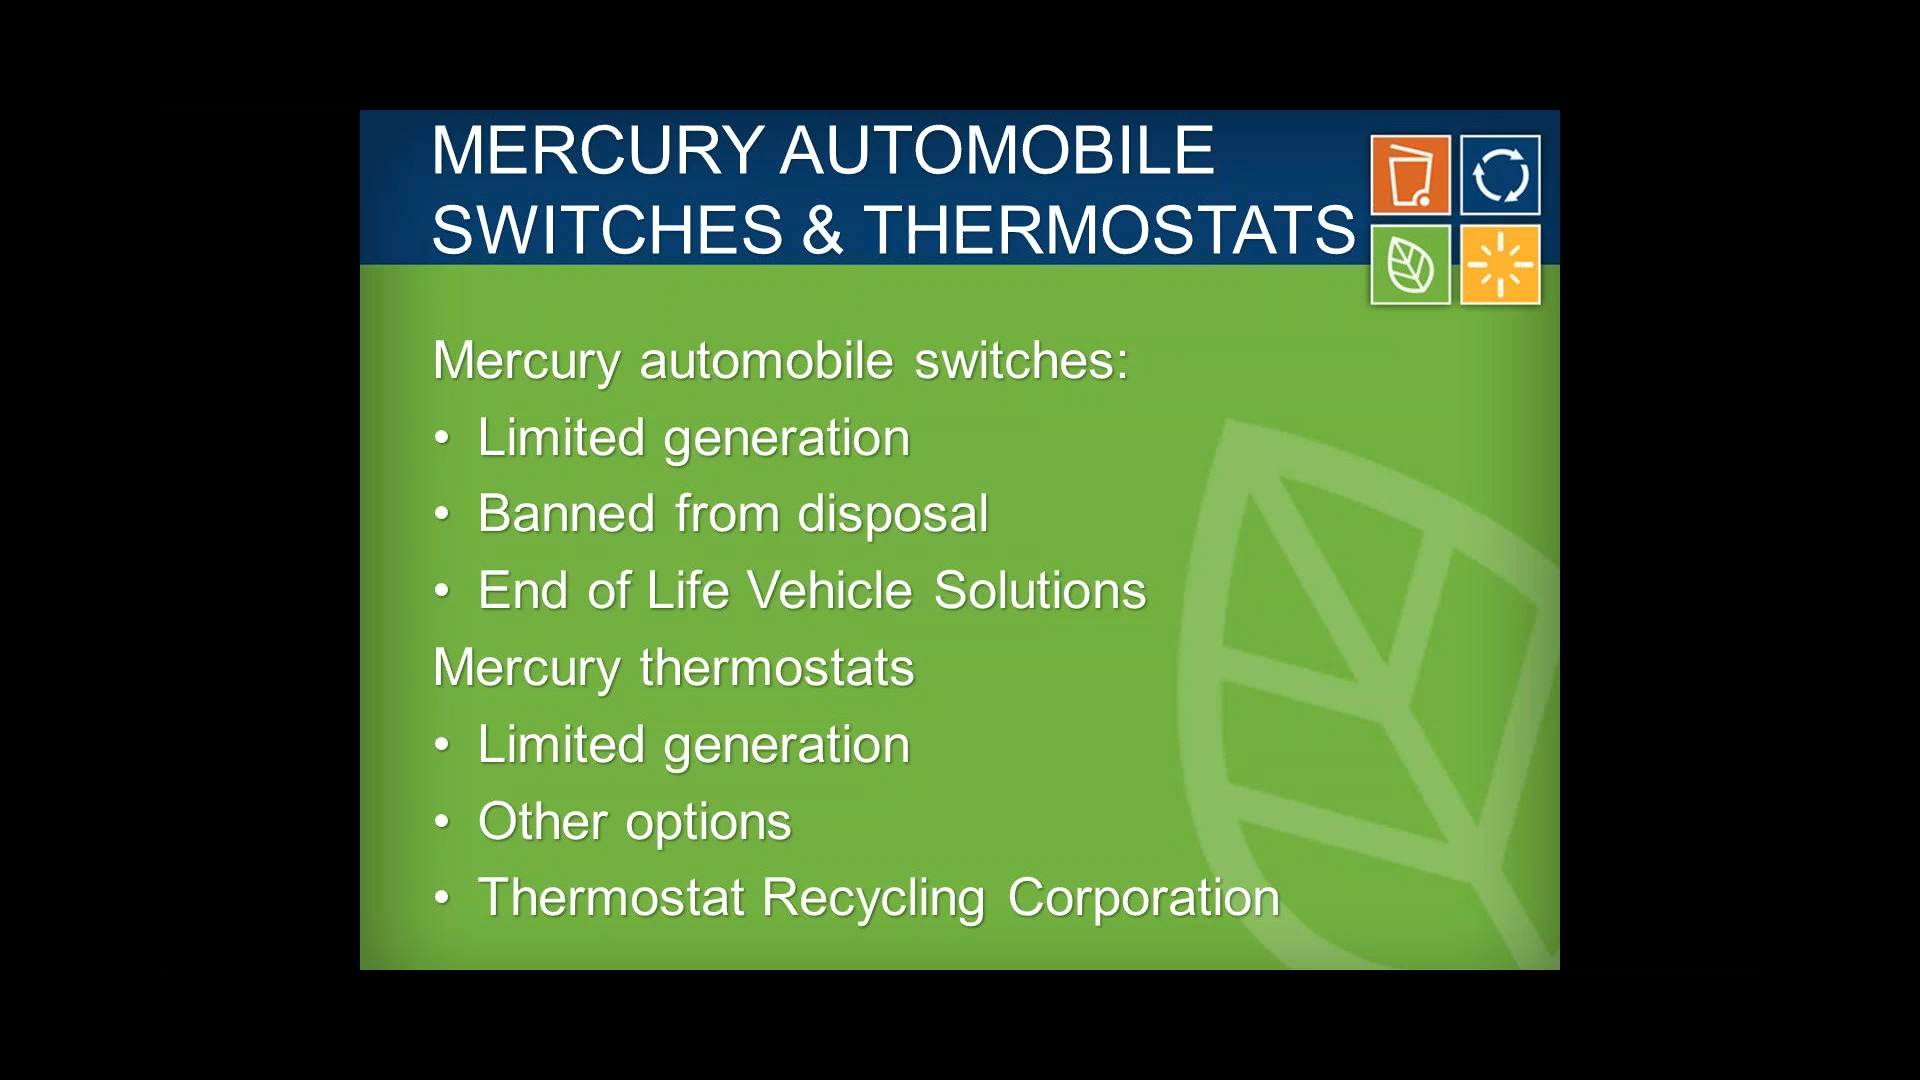 MERCURY AUTOMOBILE
SWITCHES & THERMOSTATS
Mercury automobile switches:
• Limited generation
• Banned from disposal
• End of Life Vehicle Solutions
Mercury thermostats
• Limited generation
• Other options
• Thermostat Recycling Corporation